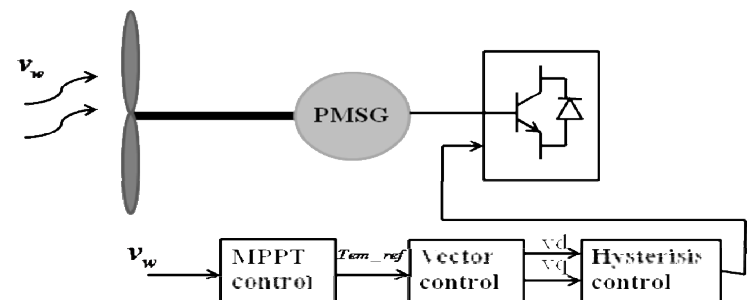 v_w
PMSG
v_w
MPPT
control
Tem_ref
Vector
control
vd
vq
Hysterisis
control